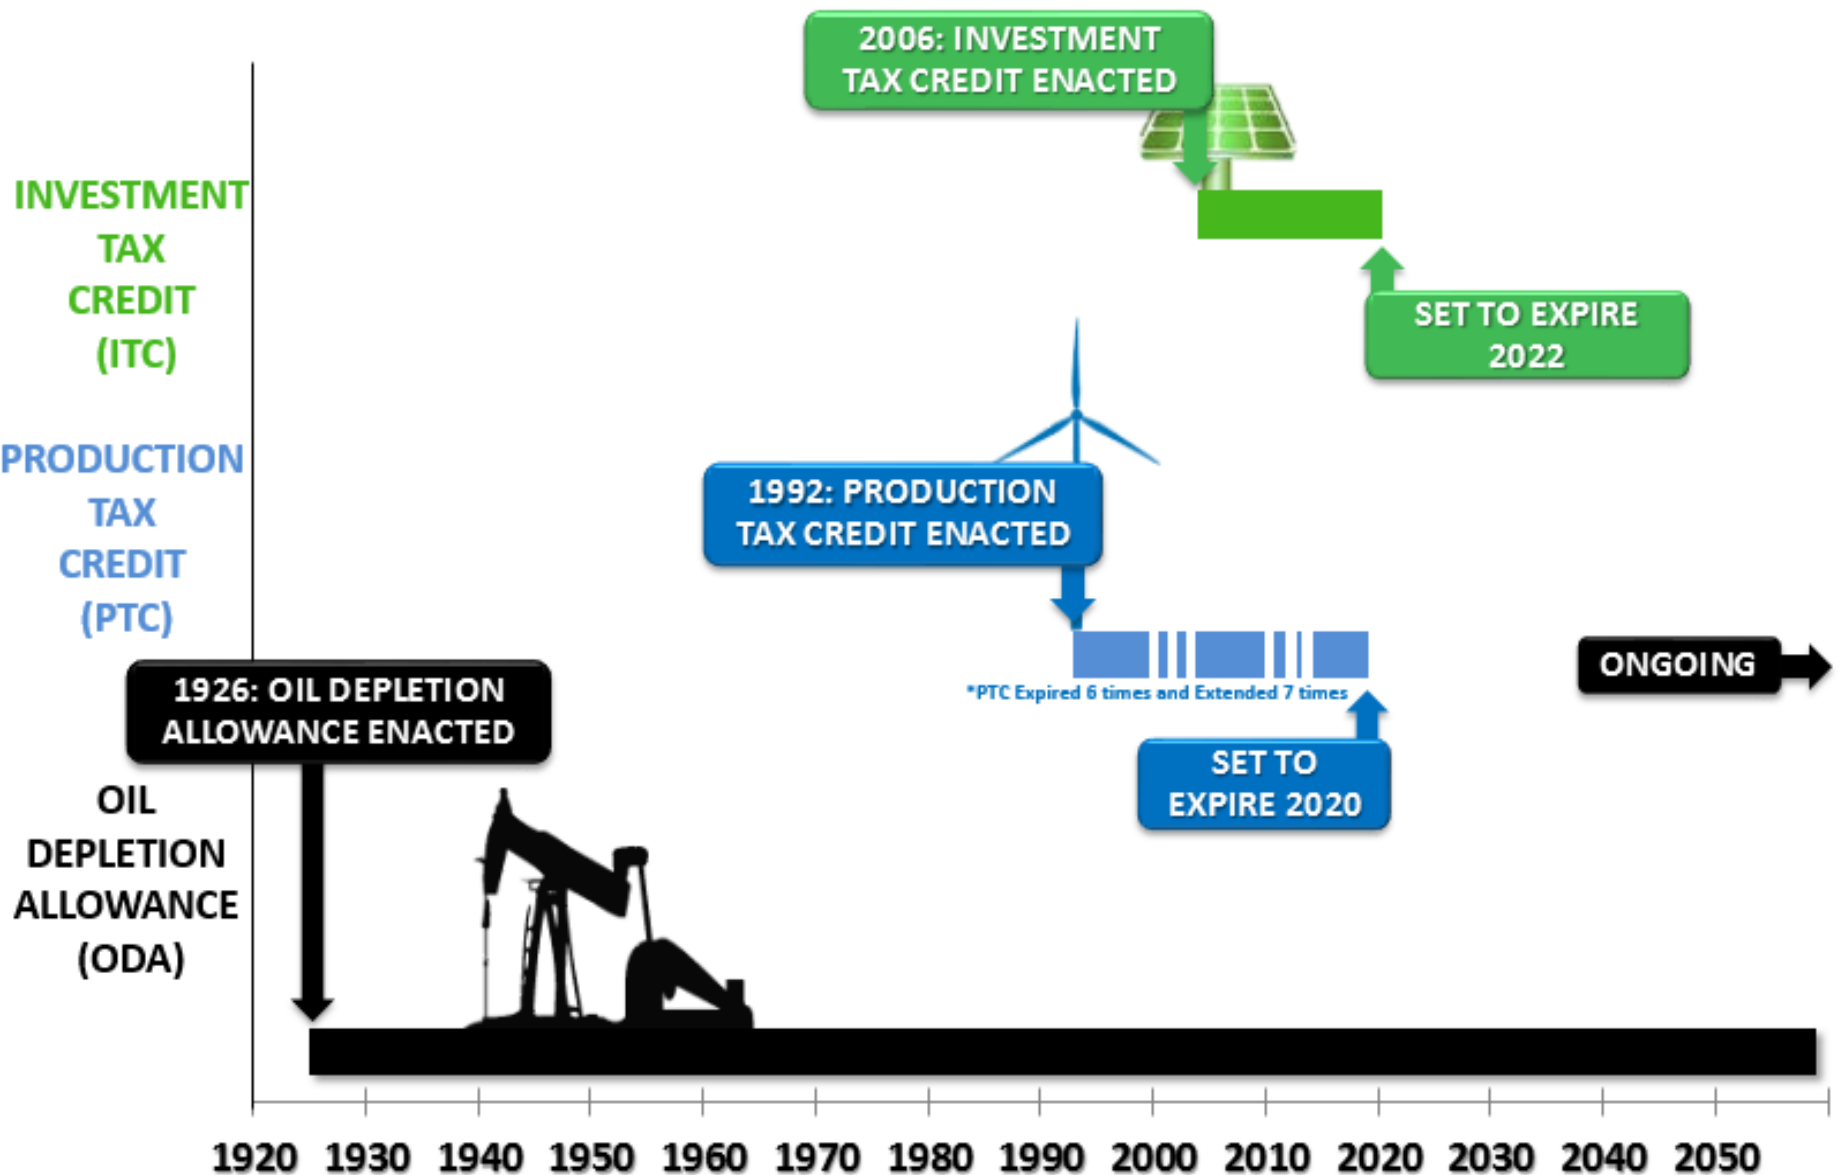 2006: INVESTMENT
TAX CREDIT ENACTED
INVESTMENT
TAX
CREDIT
(ITC)
SET TO EXPIRE
2022
PRODUCTION
TAX
CREDIT
(PTC)
1992: PRODUCTION
TAX CREDIT ENACTED
*PTC Expired 6 times and Extended 7 times
SET TO
EXPIRE 2020
ONGOING
1926: OIL DEPLETION
ALLOWANCE ENACTED
OIL
DEPLETION
ALLOWANCE
(ODA)
1920 1930 1940 1950 1960 1970 1980 1990 2000 2010 2020 2030 2040 2050